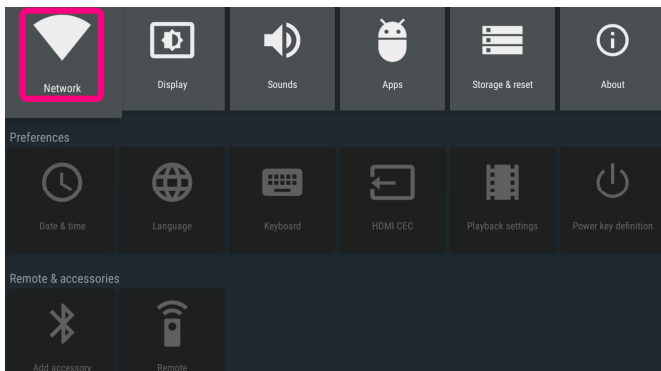 Network
Display
Sounds
Apps
Storage & reset
About
Preferences
Date & time
Language
Keyboard
HDMI CEC
Playback settings
Power key definition
Remote & accessories
Add accessory
Remote